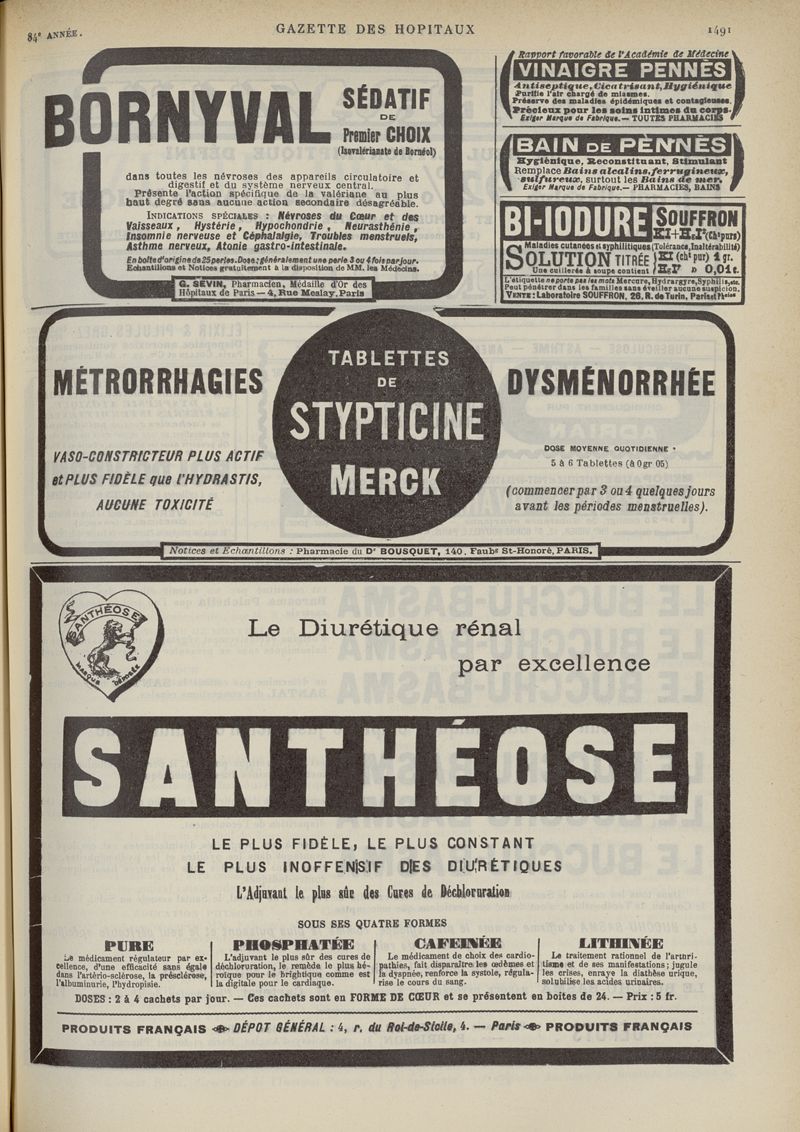 84e ANNÉE.
GAZETTE DES HOPITAUX
1491
BORNYVAL
SÉDATIF
DE
Premier CHOIX
(Isovalérianate de Bornéol)
dans toutes les névroses des appareils circulatoire et
digestif et du système nerveux central.
Présente l'action spécifique de la valériane au plus
haut degré sans aucune action secondaire désagréable.
INDICATIONS SPÉCIALES : Névroses du Cœur et des
Vaisseaux, Hystérie, Hypochondrie, Neurasthénie,
Insomnie nerveuse et Céphalalgie, Troubles menstruels,
Asthme nerveux, Atonie gastro-intestinale.
En boîte d'origine de 25 perles. Dose: généralement une perle 3 ou 4 fois par jour.
Échantillons et Notices gratuitement à la disposition de MM. les Médecins.
G. SEVIN, Pharmacien, Médaille d'Or des
Hôpitaux de Paris — 4, Rue Meslay, Paris
Rapport favorable de l'Académie de Médecine
VINAIGRE PENNÈS
Antiseptique, Cicatrisant, Hygiénique
Purifie l'air chargé de miasmes.
Préserve des maladies épidémiques et contagieuses.
Précieux pour les soins intimes du corps.
Exiger Marque de Fabrique. — TOUTES PHARMACIES
BAIN DE PENNÈS
Hygiénique, Reconstituant, Stimulant
Remplace Bains alcalins, ferrugineux,
sulfureux, surtout les Bains de mer.
Exiger Marque de Fabrique. — PHARMACIES, BAINS
BI-IODURE SOUFFRON
KI+HgI² (Cht purs)
Maladies cutanées et syphilitiques (Tolérance, Inaltérabilité)
SOLUTION TITRÉE
Une cuillerée à soupe contient
KI (cht pur) 1 gr.
HgI² » 0,01 c.
L'étiquette ne porte pas les mots Mercure, Hydrargyre, Syphilis, etc.
Peut pénétrer dans les familles sans éveiller aucune suspicion.
VENTE : Laboratoire SOUFFRON, 26, R. de Turin, Paris et Phcies
MÉTRORRHAGIES
VASO-CONSTRICTEUR PLUS ACTIF
et PLUS FIDÈLE que l'HYDRASTIS,
AUCUNE TOXICITÉ
TABLETTES
DE
STYPTICINE
MERCK
DYSMÉNORRHÉE
DOSE MOYENNE QUOTIDIENNE
5 à 6 Tablettes (à 0 gr 05)
(commencer par 3 ou 4 quelques jours
avant les périodes menstruelles).
Notices et Echantillons : Pharmacie du Dr BOUSQUET, 140, Faubg St-Honoré, PARIS.
SANTHÉOSE
MARQUE DÉPOSÉE
Le Diurétique rénal
par excellence
SANTHÉOSE
LE PLUS FIDÈLE, LE PLUS CONSTANT
LE PLUS INOFFENSIF DES DIURÉTIQUES
L'Adjuvant le plus sûr des Cures de Déchloruration
SOUS SES QUATRE FORMES
PURE
Le médicament régulateur par ex-
cellence, d'une efficacité sans égale
dans l'artério-sclérose, la présclérose,
l'albuminurie, l'hydropisie.
PHOSPHATÉE
L'adjuvant le plus sûr des cures de
déchloruration, le remède le plus hé-
roïque pour le brightique comme est
la digitale pour le cardiaque.
CAFÉINÉE
Le médicament de choix des cardio-
pathies, fait disparaître les œdèmes et
la dyspnée, renforce la systole, régula-
rise le cours du sang.
LITHINÉE
Le traitement rationnel de l'arthri-
tisme et de ses manifestations ; jugule
les crises, enraye la diathèse urique,
solubilise les acides urinaires.
DOSES : 2 à 4 cachets par jour. — Ces cachets sont en FORME DE CŒUR et se présentent en boîtes de 24. — Prix : 5 fr.
PRODUITS FRANÇAIS DÉPOT GÉNÉRAL : 4, r. du Roi-de-Sicile, 4. — Paris PRODUITS FRANÇAIS